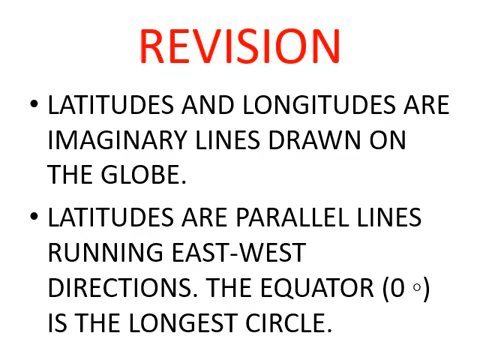 REVISION
• LATITUDES AND LONGITUDES ARE
IMAGINARY LINES DRAWN ON
THE GLOBE.
• LATITUDES ARE PARALLEL LINES
RUNNING EAST-WEST
DIRECTIONS. THE EQUATOR (0 ◦)
IS THE LONGEST CIRCLE.